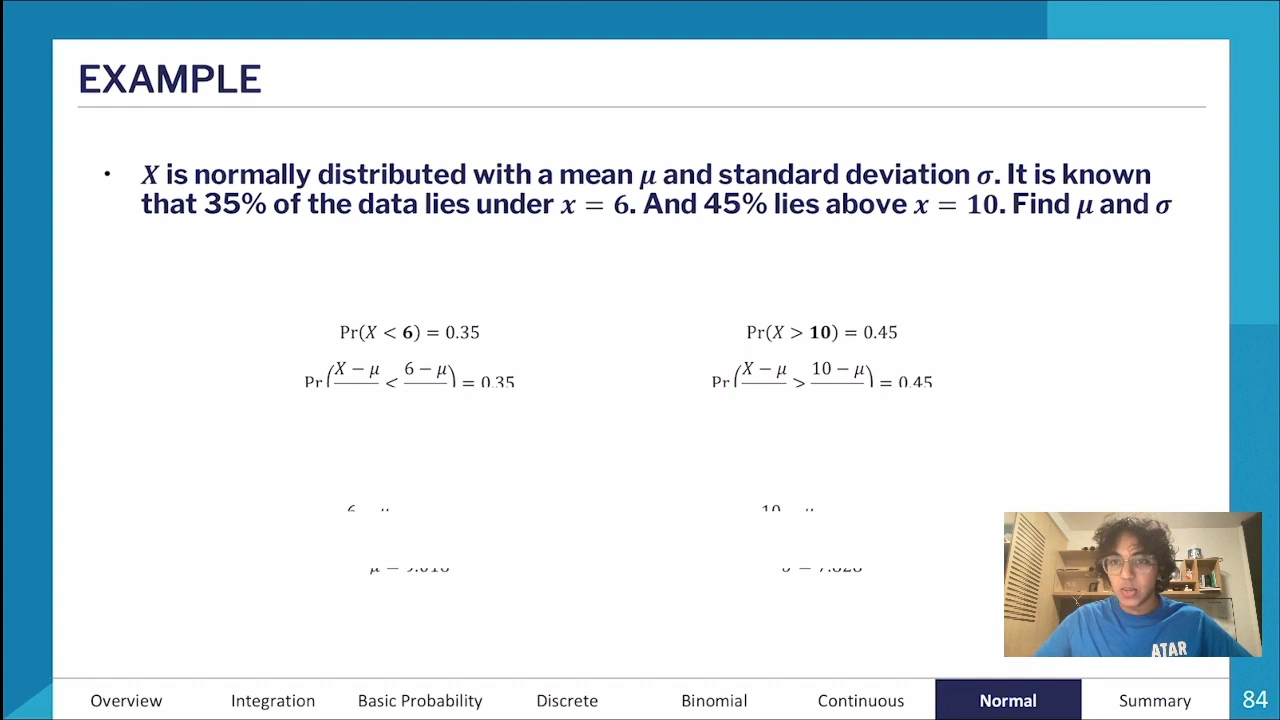 EXAMPLE
• X is normally distributed with a mean μ and standard deviation σ. It is known
that 35% of the data lies under x = 6. And 45% lies above x = 10. Find μ and σ
Pr(X < 6) = 0.35
Pr(X − μ < 6 − μ) = 0.35
Pr(X > 10) = 0.45
Pr(X − μ > 10 − μ) = 0.45
ATAR
Overview Integration Basic Probability Discrete Binomial Continuous Normal Summary 84